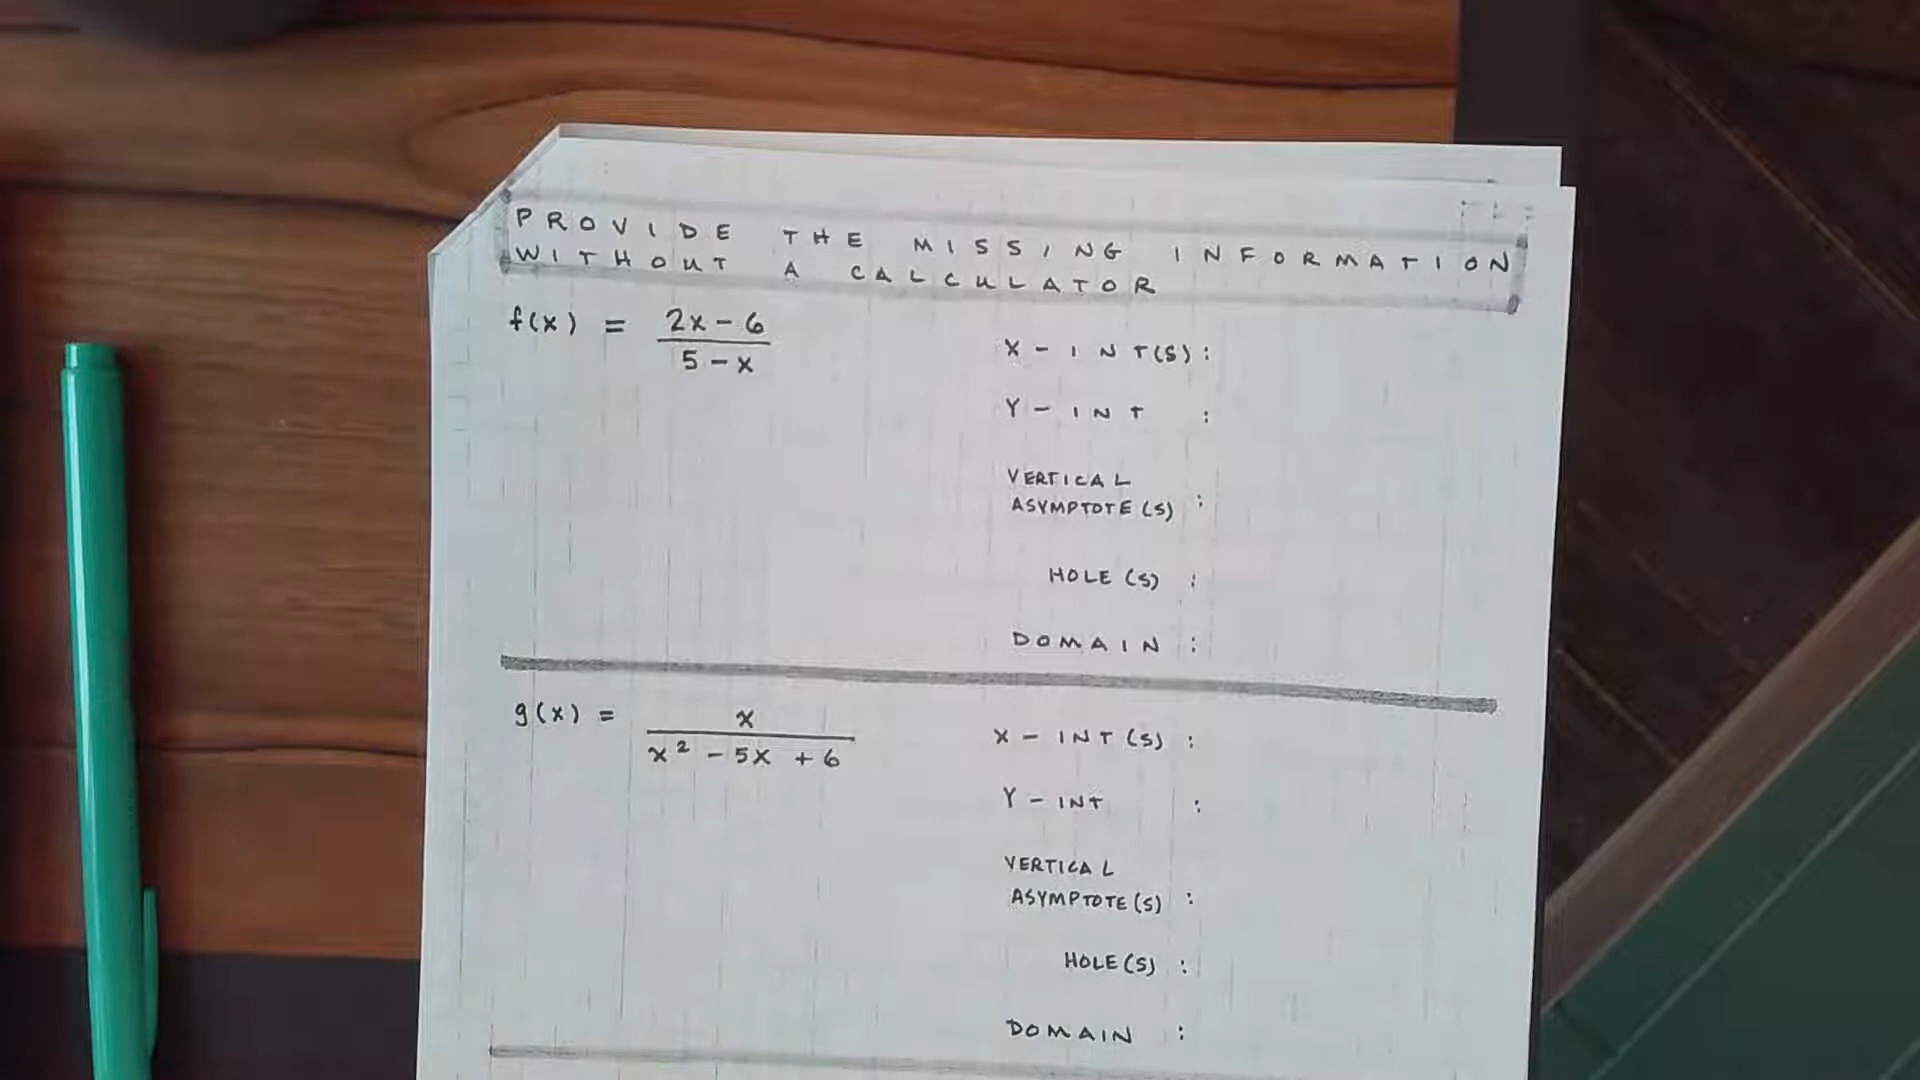 PROVIDE THE MISSING INFORMATION
WITHOUT A CALCULATOR
f(x) = 2x - 6
5 - x
X - INT(S):
Y - INT :
VERTICAL
ASYMPTOTE(S) :
HOLE(S) :
DOMAIN :
g(x) = x
x² - 5x + 6
X - INT(S) :
Y - INT :
VERTICAL
ASYMPTOTE(S) :
HOLE(S) :
DOMAIN :